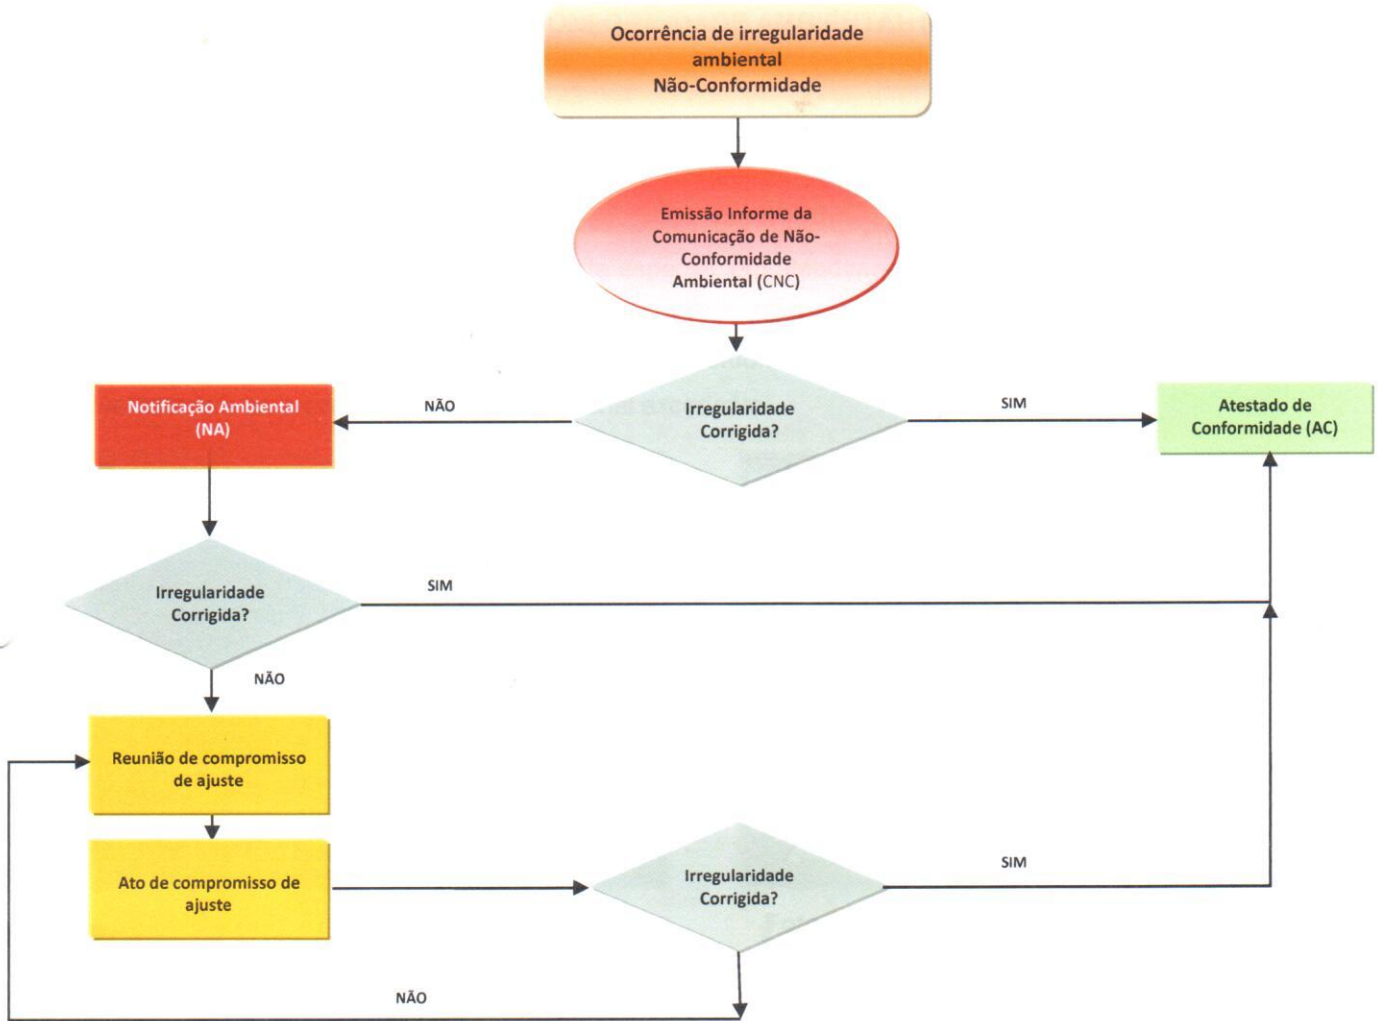 Ocorrência de irregularidade
ambiental
Não-Conformidade
Emissão Informe da
Comunicação de Não-
Conformidade
Ambiental (CNC)
Irregularidade
Corrigida?
NÃO
SIM
Notificação Ambiental
(NA)
Atestado de
Conformidade (AC)
Irregularidade
Corrigida?
SIM
NÃO
Reunião de compromisso
de ajuste
Ato de compromisso de
ajuste
Irregularidade
Corrigida?
SIM
NÃO